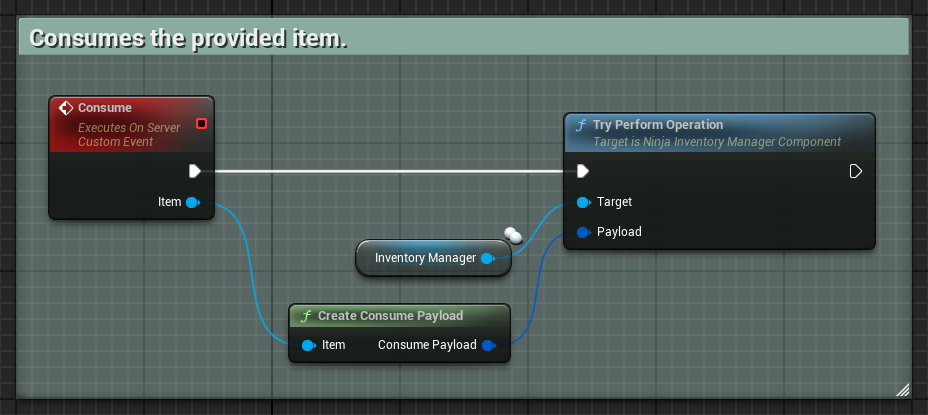 Consumes the provided item.
Consume
Executes On Server
Custom Event
Item
Try Perform Operation
Target is Ninja Inventory Manager Component
Target
Payload
Inventory Manager
Create Consume Payload
Item Consume Payload